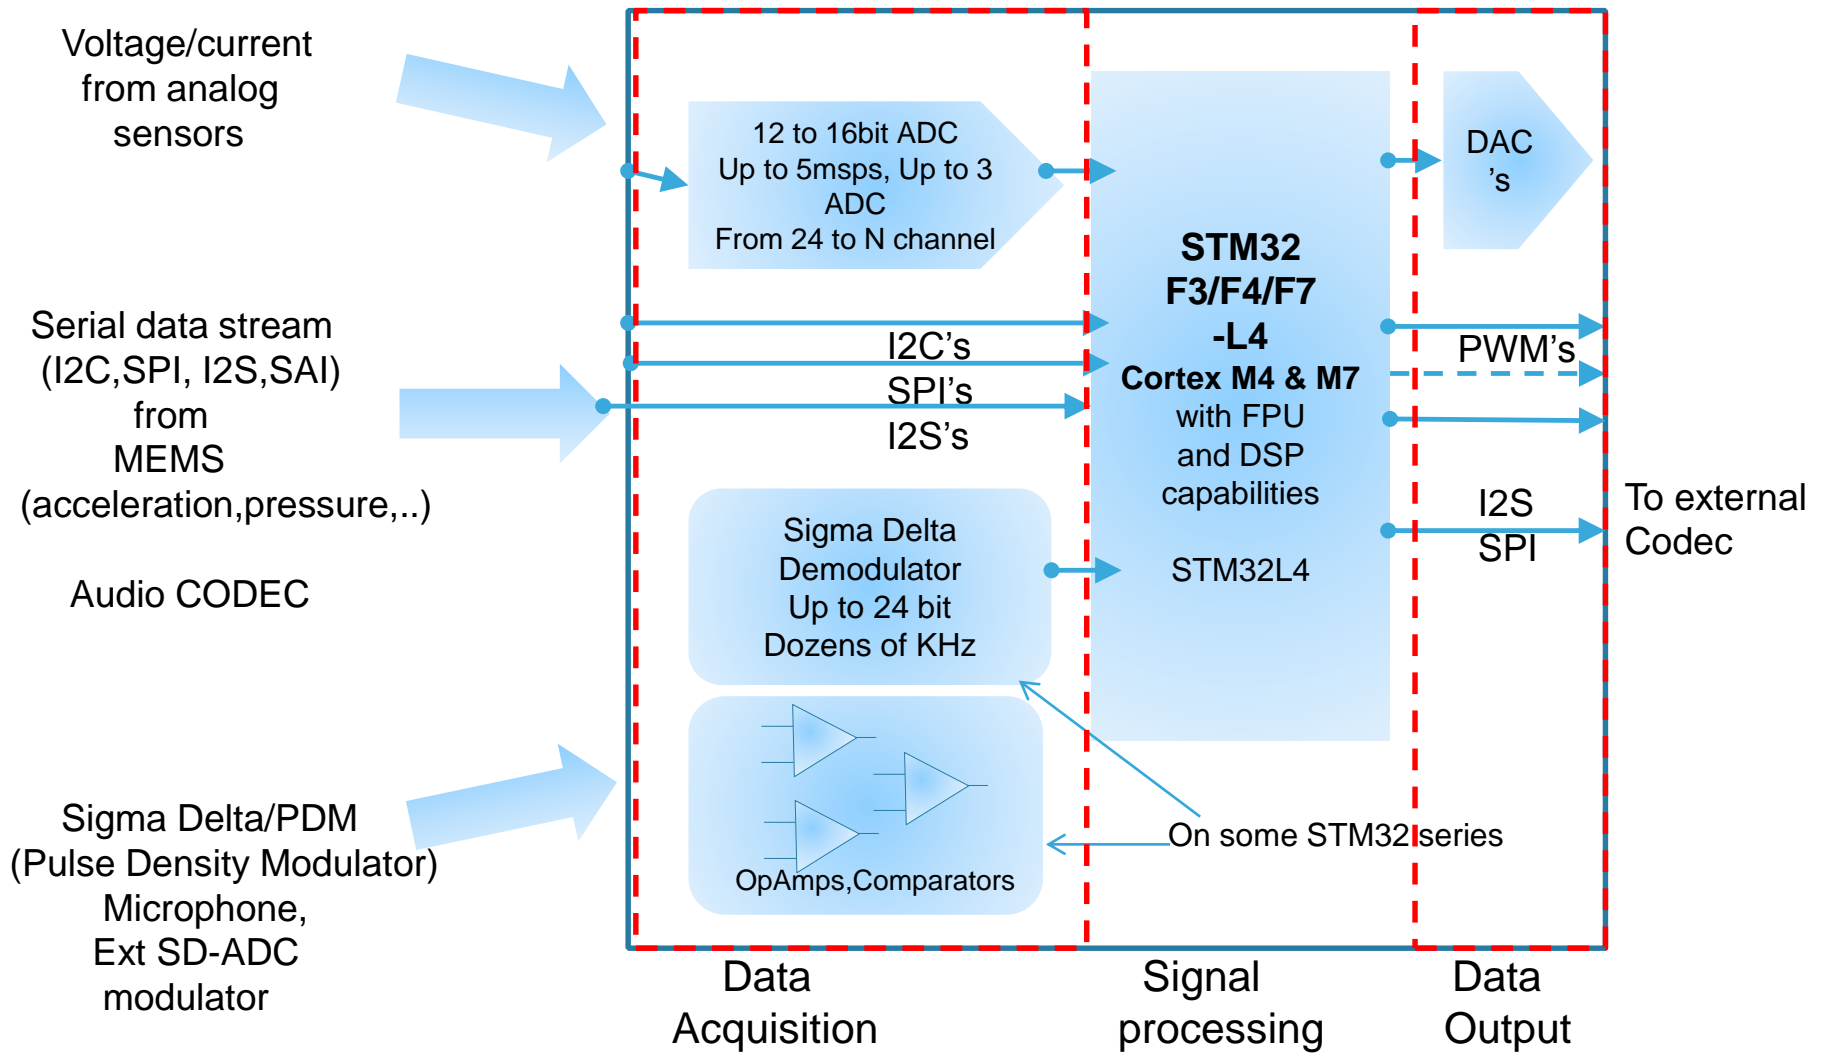 Voltage/current
from analog
sensors
Serial data stream
(I2C,SPI, I2S,SAI)
from
MEMS
(acceleration,pressure,..)
Audio CODEC
Sigma Delta/PDM
(Pulse Density Modulator)
Microphone,
Ext SD-ADC
modulator
12 to 16bit ADC
Up to 5msps, Up to 3
ADC
From 24 to N channel
I2C's
SPI's
I2S's
Sigma Delta
Demodulator
Up to 24 bit
Dozens of KHz
OpAmps,Comparators
STM32
F3/F4/F7
-L4
Cortex M4 & M7
with FPU
and DSP
capabilities
STM32L4
On some STM32 series
DAC
's
PWM's
I2S
SPI
To external
Codec
Data
Acquisition
Signal
processing
Data
Output